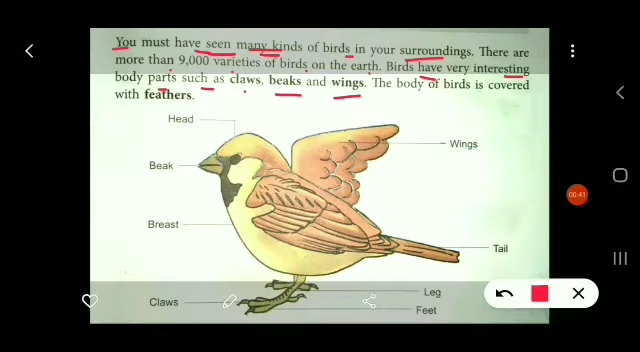 You must have seen many kinds of birds in your surroundings. There are
more than 9,000 varieties of birds on the earth. Birds have very interesting
body parts such as claws, beaks and wings. The body of birds is covered
with feathers.
Head
Wings
Beak
00:41
Breast
Tail
Leg
Claws
Feet